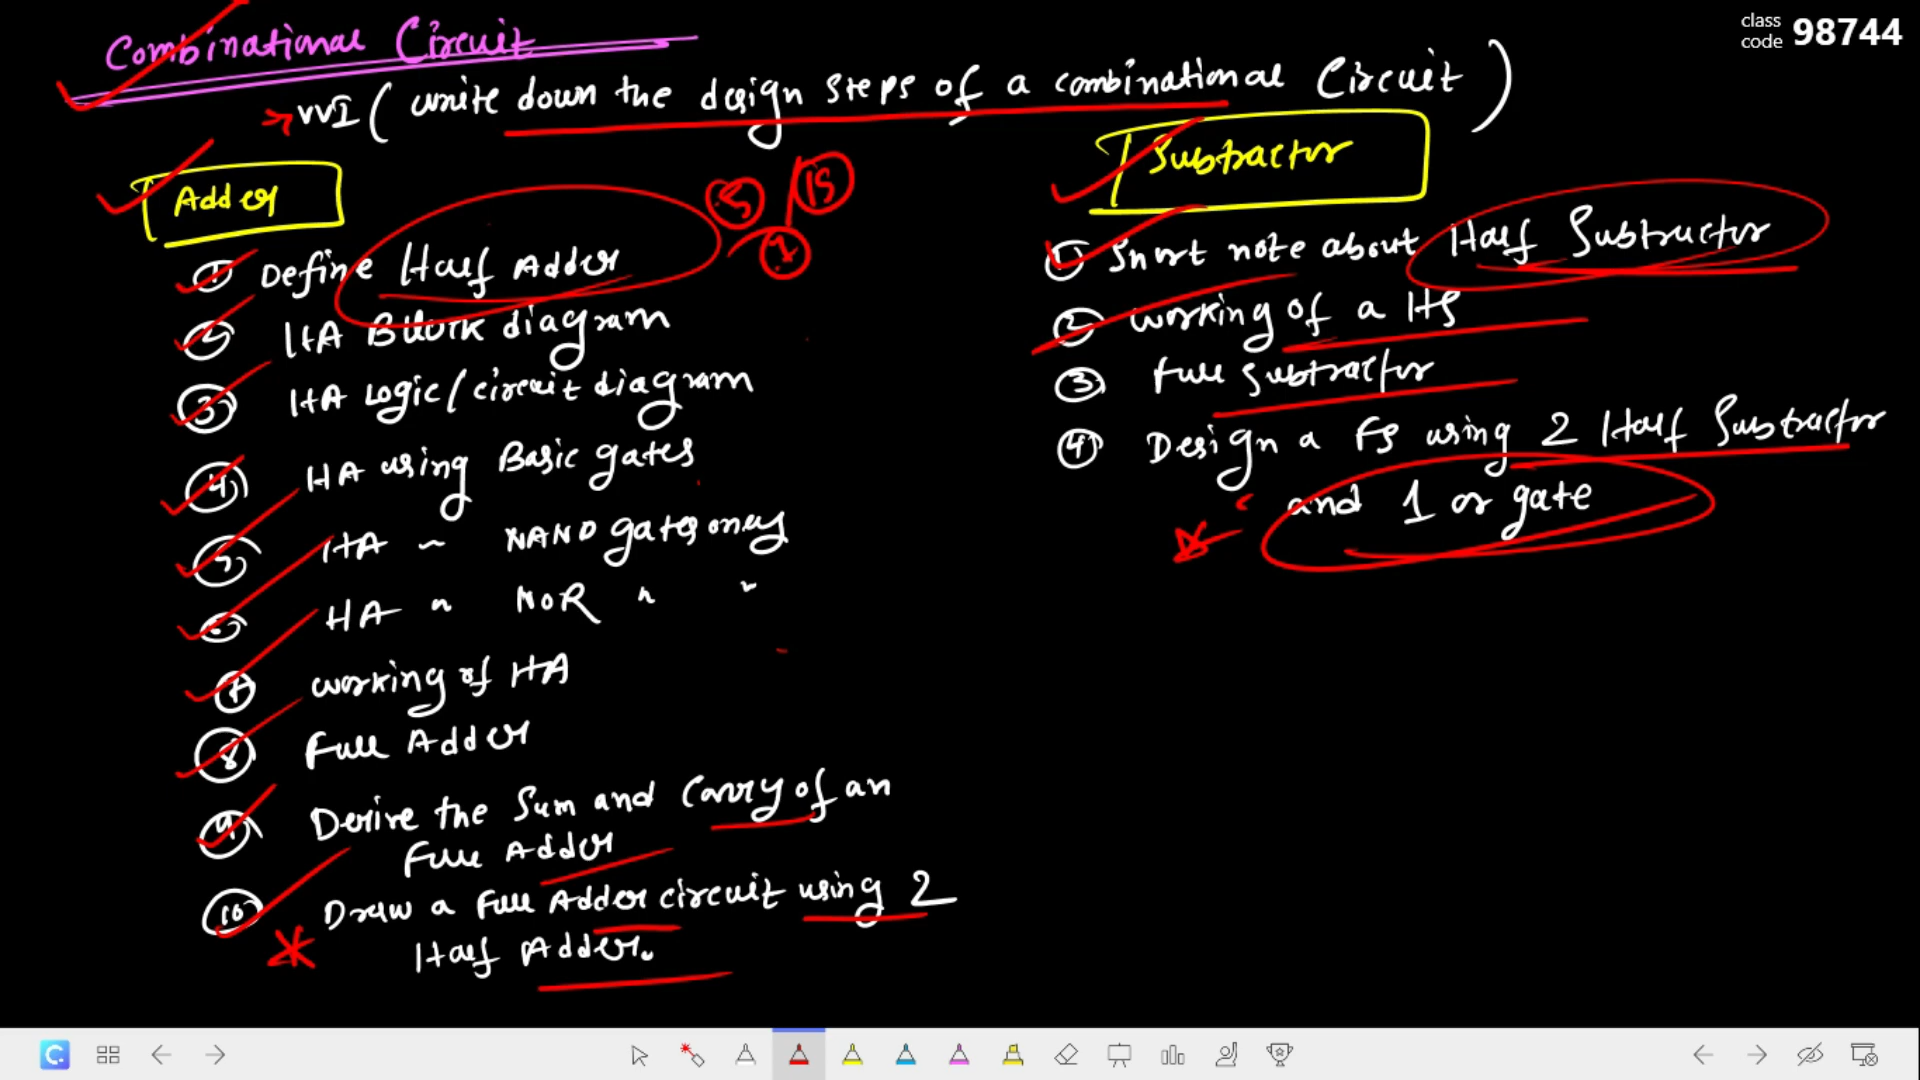 Combinational Circuit
class code 98744
→ VVI ( write down the design steps of a combinational Circuit )
Adder
5 / 15
7
① Define Half Adder
② HA Block diagram
③ HA Logic/circuit diagram
④ HA using Basic gates
⑤ HA ~ NAND gates only
⑥ HA " NOR " "
⑦ working of HA
⑧ Full Adder
⑨ Derive the Sum and Carry of an
Full Adder
⑩ Draw a Full Adder circuit using 2
Half Adder.
Subtractor
① Short note about Half Subtractor
② working of a HS
③ Full Subtractor
④ Design a FS using 2 Half Subtractor
and 1 or gate